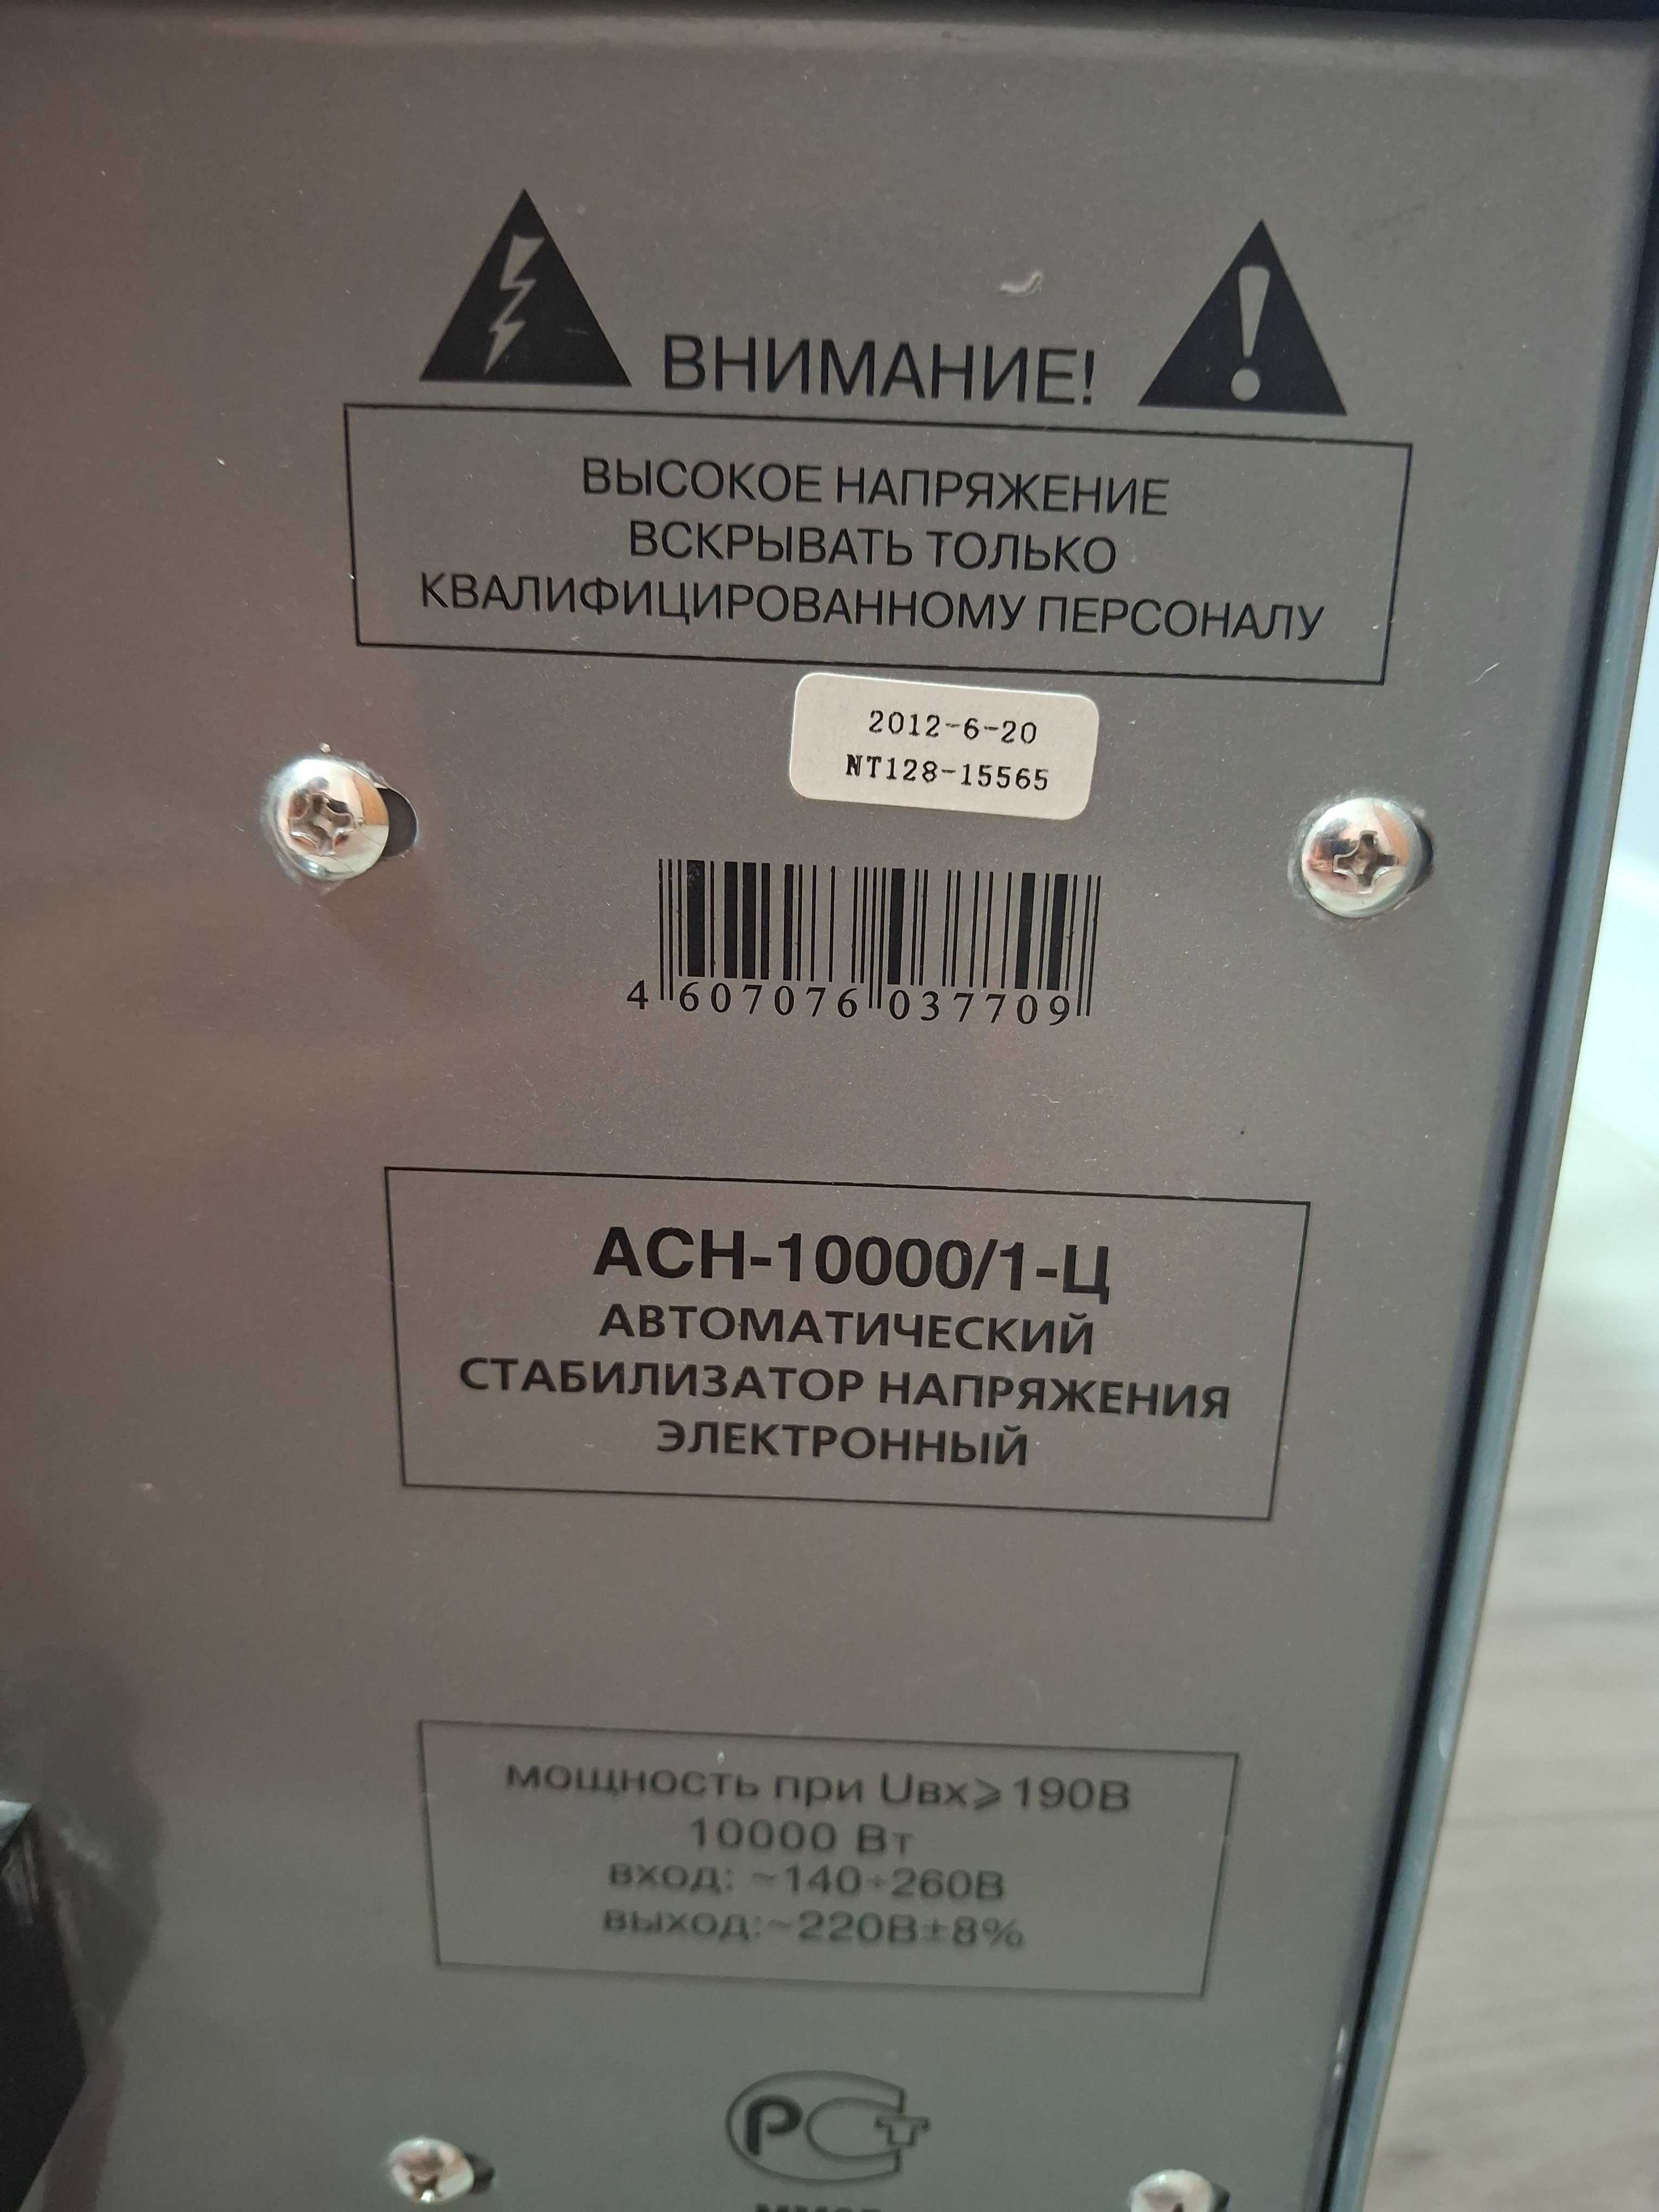 ВНИМАНИЕ!
ВЫСОКОЕ НАПРЯЖЕНИЕ
ВСКРЫВАТЬ ТОЛЬКО
КВАЛИФИЦИРОВАННОМУ ПЕРСОНАЛУ
2012-6-20
NT128-15565
4 607076 037709
АСН-10000/1-Ц
АВТОМАТИЧЕСКИЙ
СТАБИЛИЗАТОР НАПРЯЖЕНИЯ
ЭЛЕКТРОННЫЙ
мощность при Uвх⩾190В
10000 Вт
вход: ~140÷260В
выход:~220В±8%
РСТ